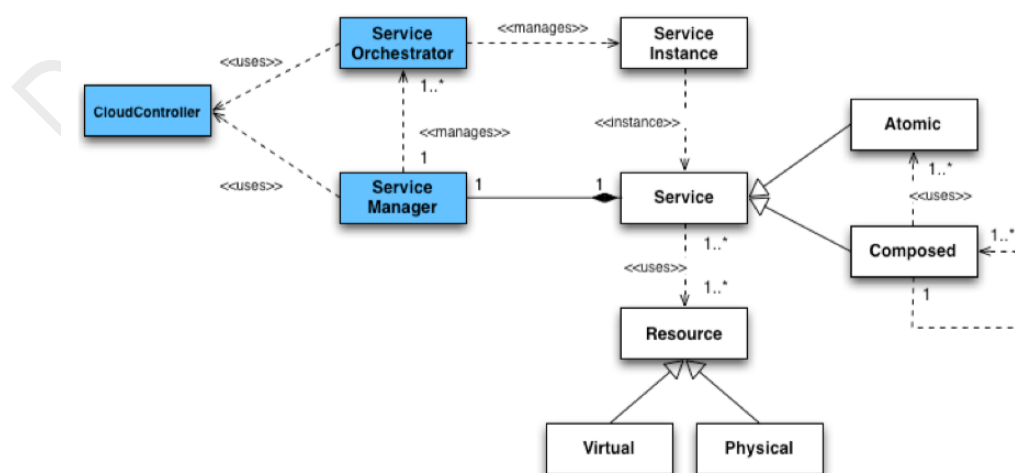 Service
Orchestrator
<<manages>>
Service
Instance
<<uses>>
CloudController
1..*
<<manages>>
1
<<instance>>
Atomic
1..*
<<uses>>
<<uses>>
Service
Manager
1
1
Service
Composed
1..*
1
1..*
<<uses>>
1..*
Resource
Virtual
Physical